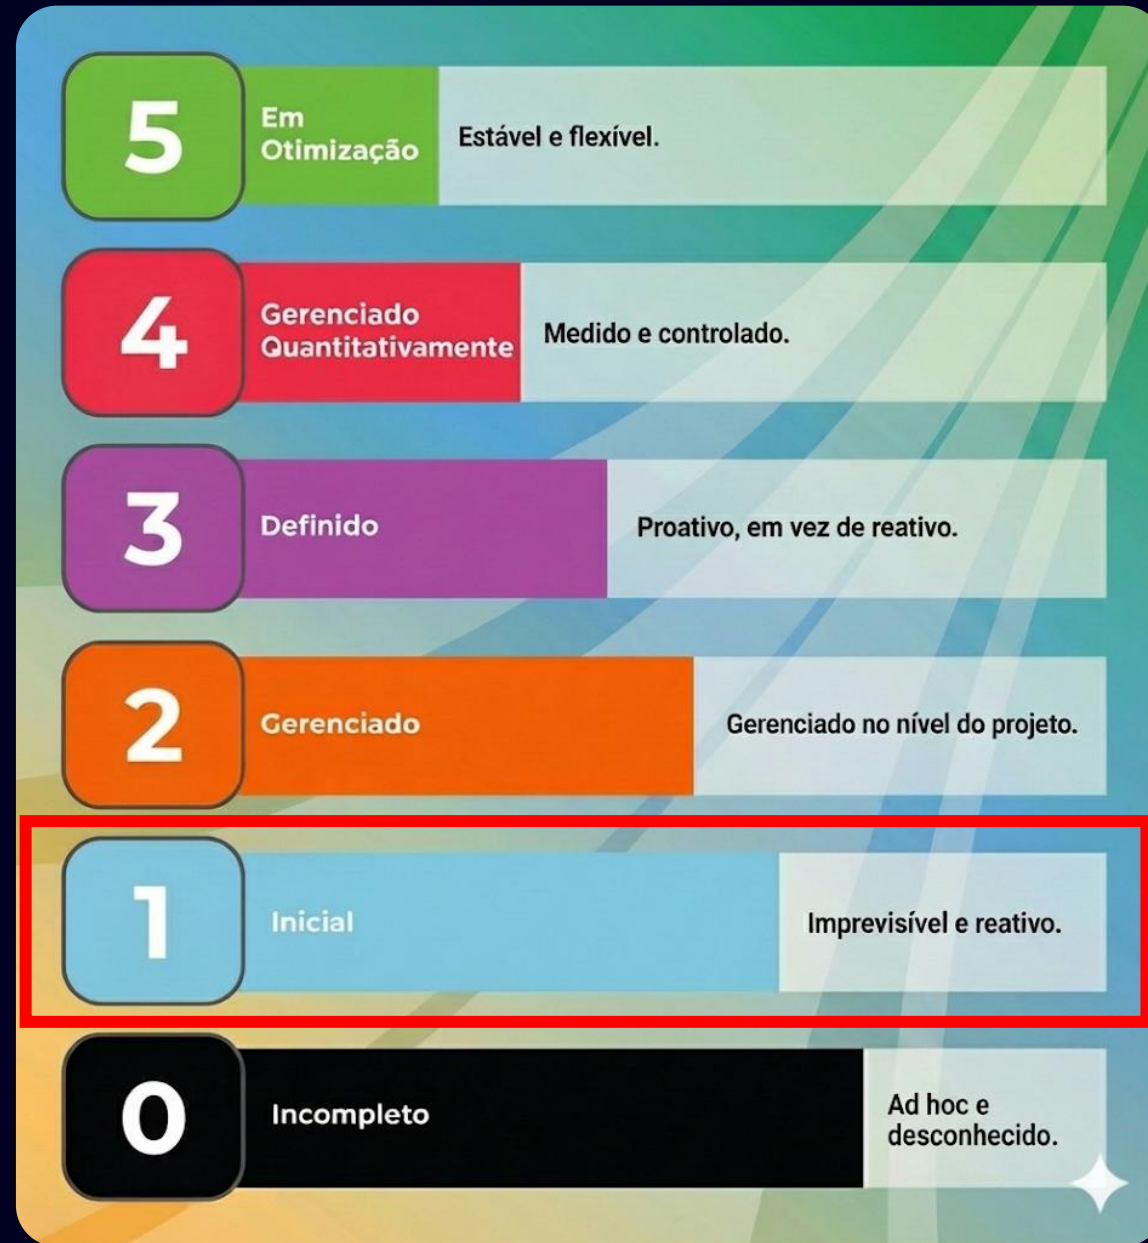 5
Em
Otimização
Estável e flexível.
4
Gerenciado
Quantitativamente
Medido e controlado.
3
Definido
Proativo, em vez de reativo.
2
Gerenciado
Gerenciado no nível do projeto.
1
Inicial
Imprevisível e reativo.
0
Incompleto
Ad hoc e
desconhecido.